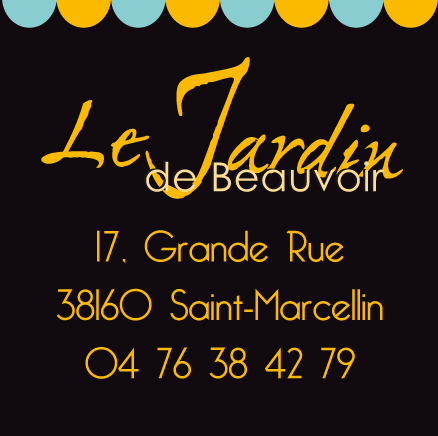 Le Jardin
de Beauvoir
17, Grande Rue
38160 Saint-Marcellin
04 76 38 42 79